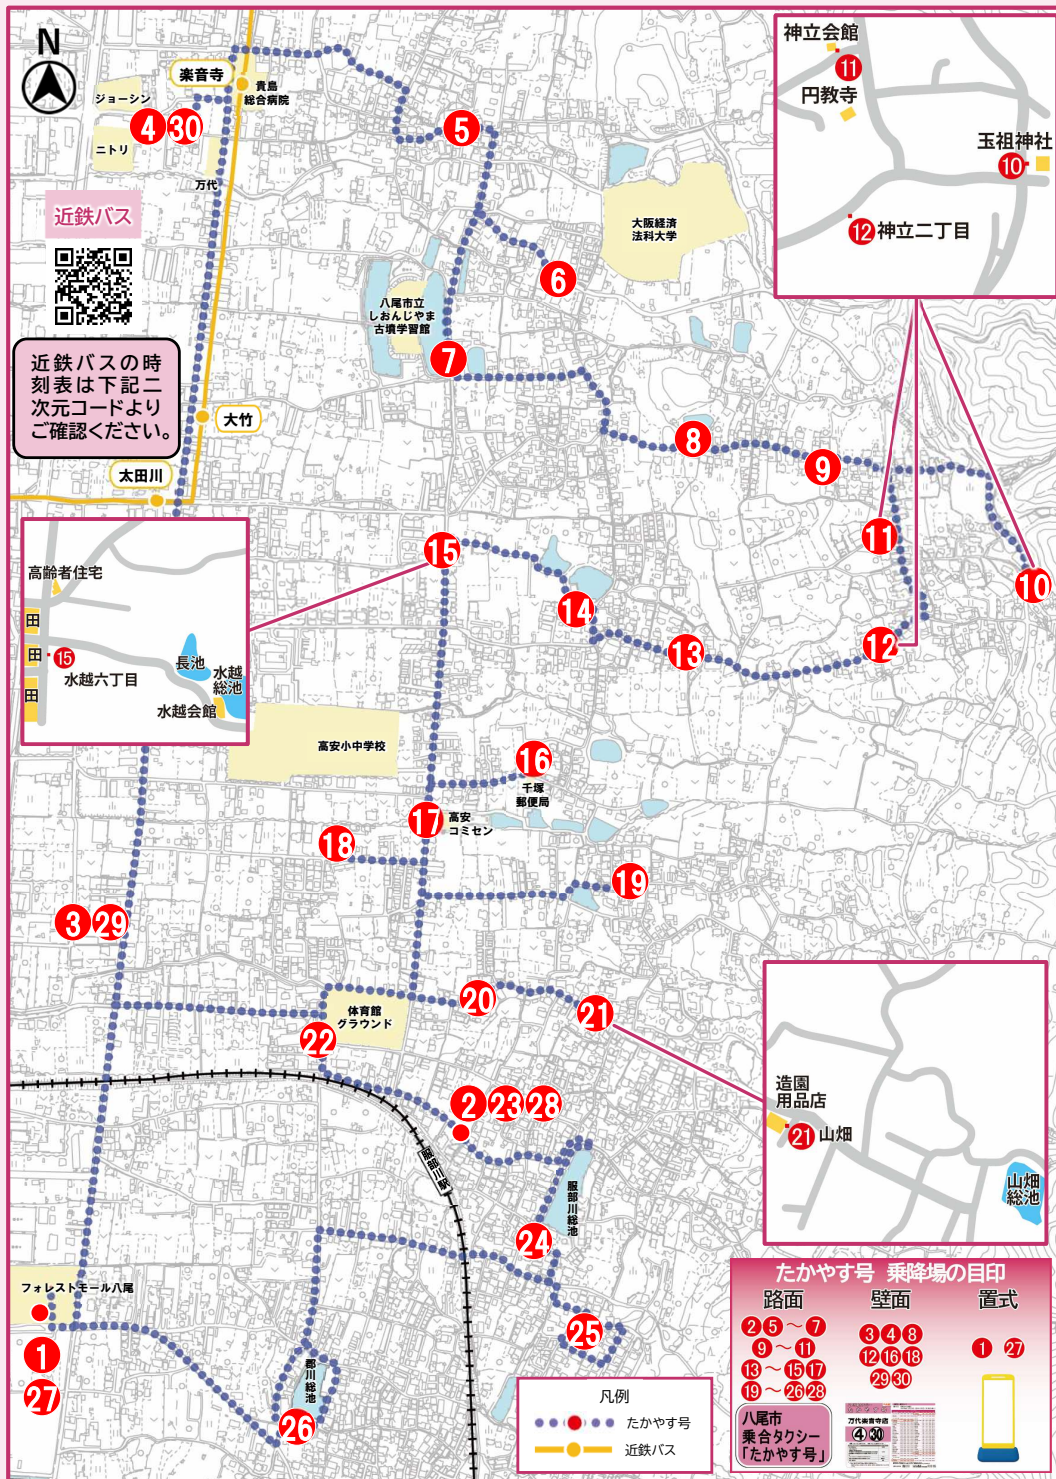 N
楽音寺
貴島
総合病院
ジョーシン
4 30
ニトリ
万代
5
近鉄バス
大阪経済
法科大学
6
八尾市立
しおんじやま
古墳学習館
7
近鉄バスの時
刻表は下記二
次元コードより
ご確認ください。
大竹
太田川
神立会館
11
円教寺
玉祖神社
10
12 神立二丁目
8
9
11
10
15
14
13
12
高齢者住宅
田
田
15
水越六丁目
田
長池
水越
総池
水越会館
高安小中学校
16
千塚
郵便局
17
高安
コミセン
18
19
3 29
20
21
体育館
グラウンド
22
2 23 28
服部川駅
服部川総池
24
造園
用品店
21 山畑
山畑
総池
フォレストモール八尾
1
27
25
郡川総池
26
凡例
たかやす号
近鉄バス
たかやす号 乗降場の目印
路面
2 5 ～ 7
9 ～ 11
13 ～ 15 17
19 ～ 26 28
壁面
3 4 8
12 16 18
29 30
置式
1 27
八尾市
乗合タクシー
「たかやす号」
万代楽音寺店
4 30